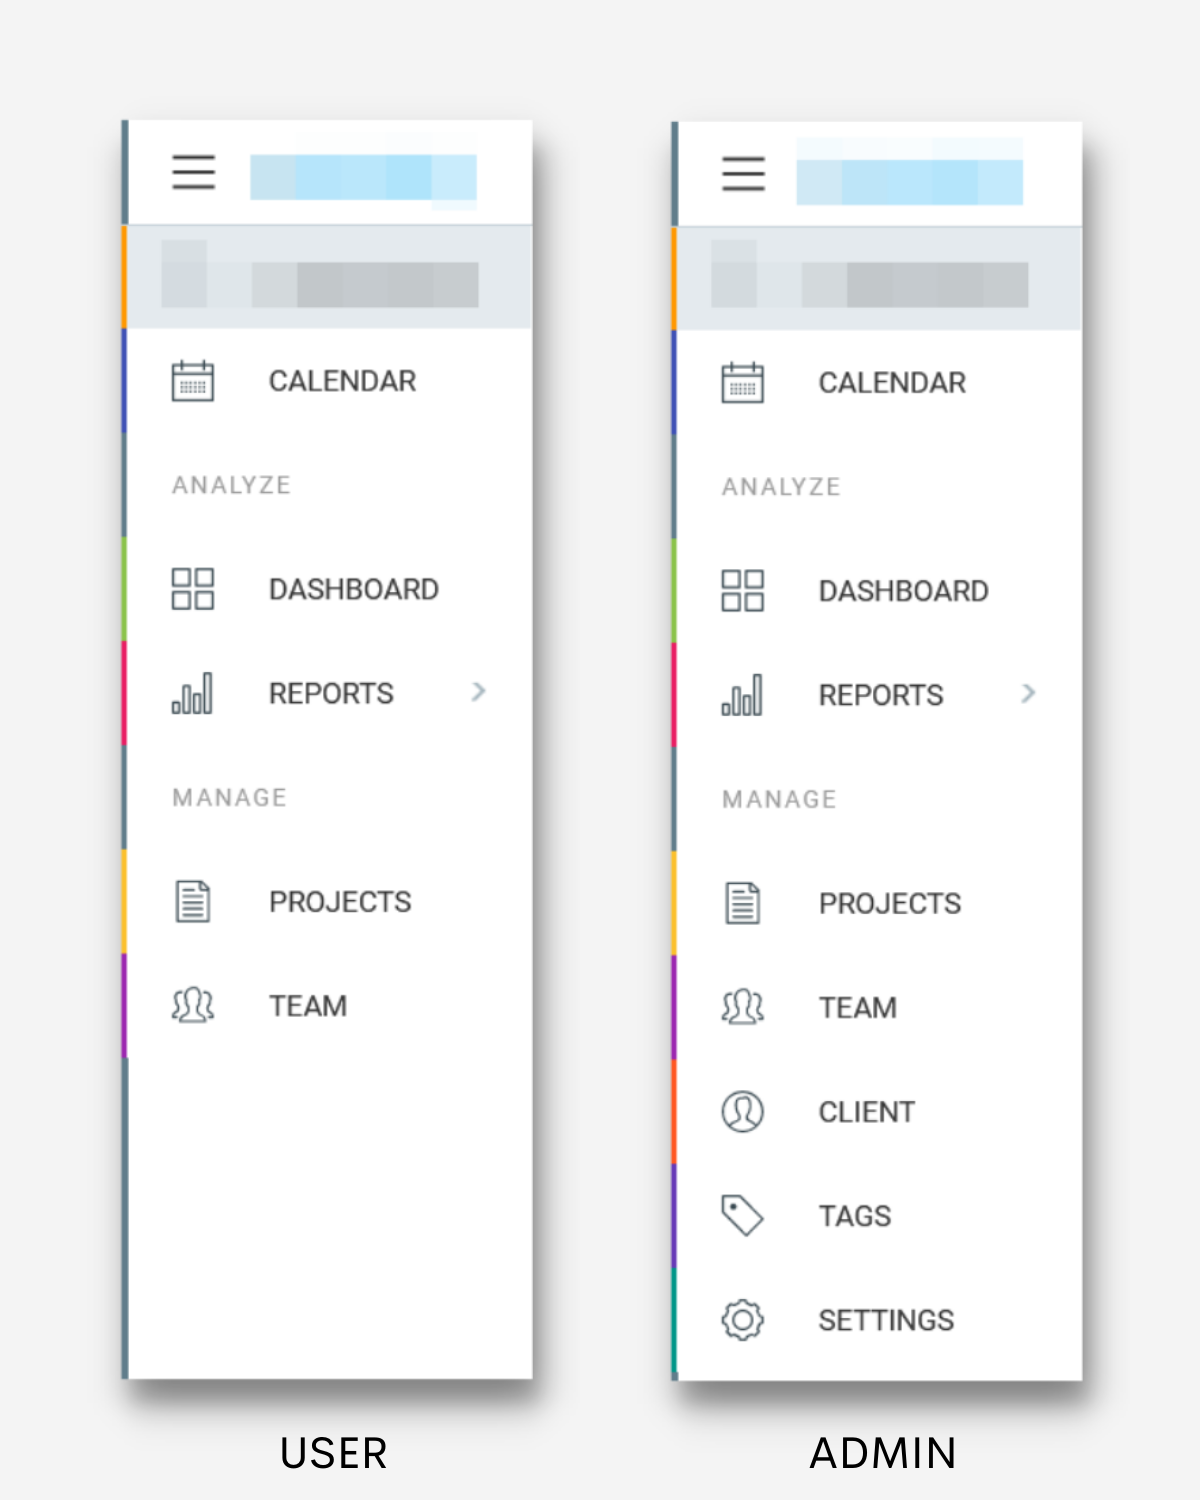 CALENDAR
ANALYZE
DASHBOARD
REPORTS
MANAGE
PROJECTS
TEAM
USER
CALENDAR
ANALYZE
DASHBOARD
REPORTS
MANAGE
PROJECTS
TEAM
CLIENT
TAGS
SETTINGS
ADMIN